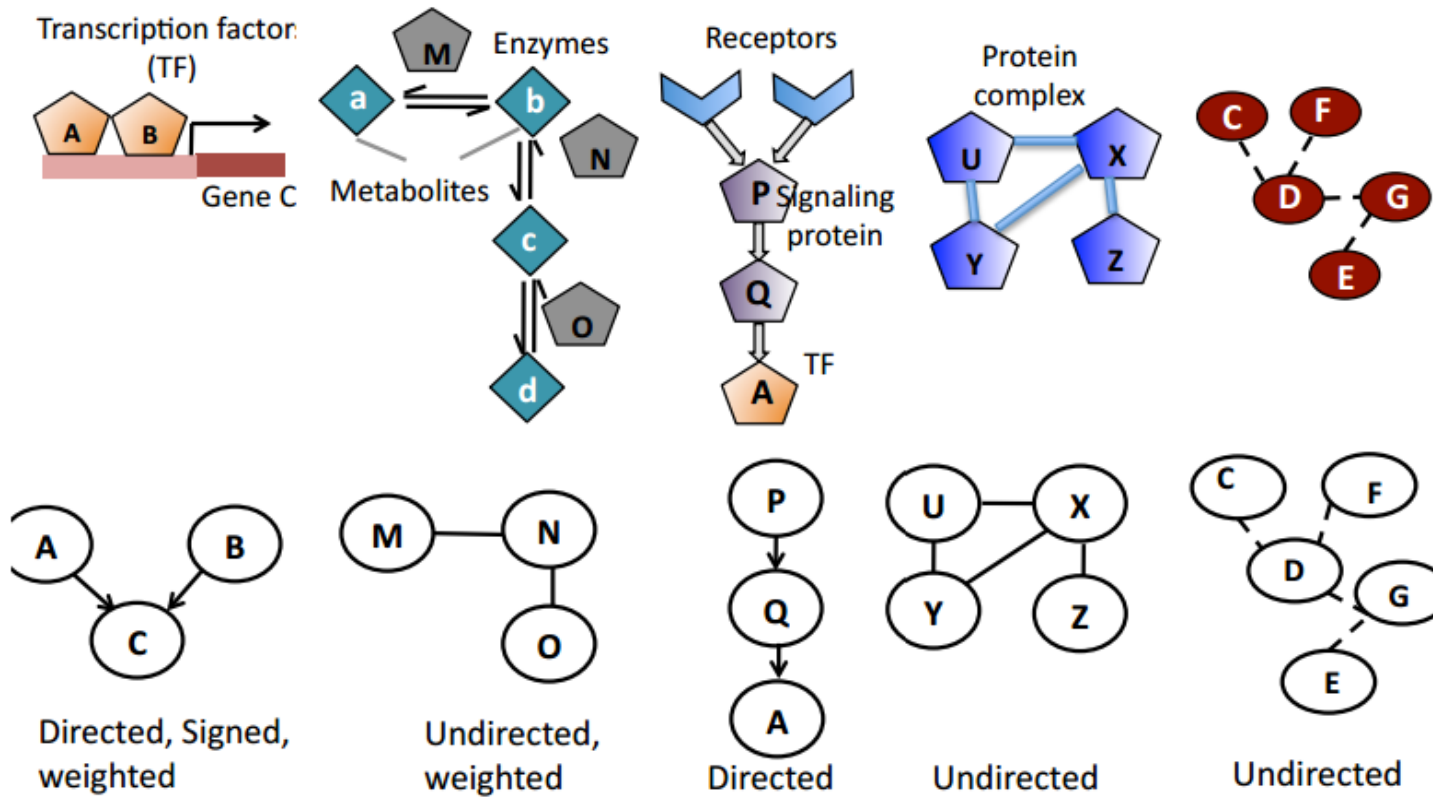 Transcription factor
(TF)
A
B
Gene C
Enzymes
M
a
b
N
Metabolites
c
O
d
Receptors
P
Signaling
protein
Q
TF
A
Protein
complex
U
X
Y
Z
C
F
D
G
E
A
B
C
Directed, Signed,
weighted
M
N
O
Undirected,
weighted
P
Q
A
Directed
U
X
Y
Z
Undirected
C
F
D
G
E
Undirected